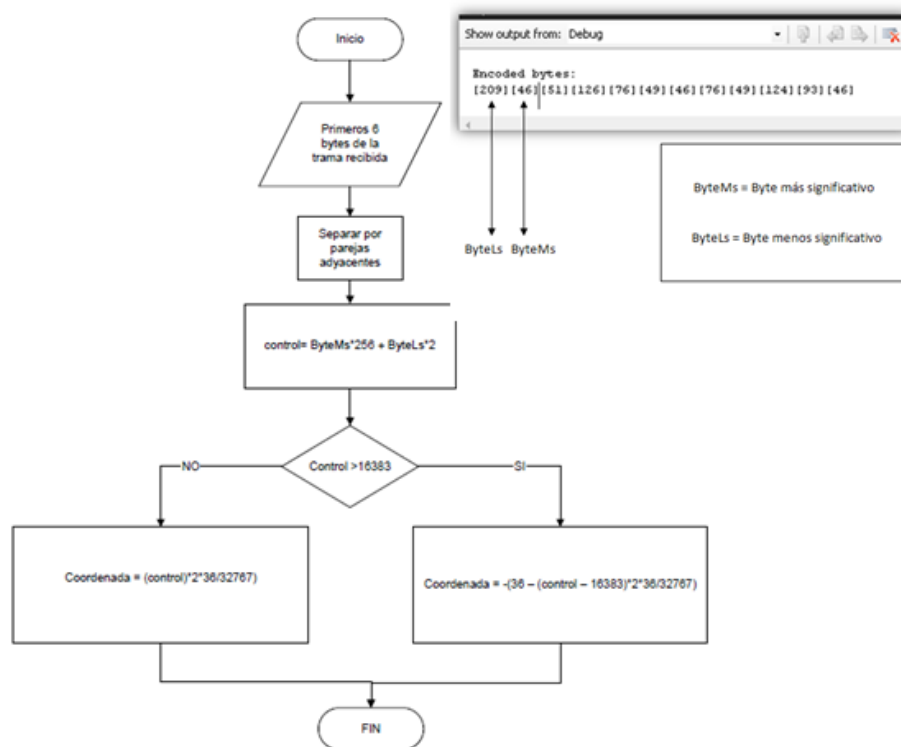 Inicio
Primeros 6
bytes de la
trama recibida
Separar por
parejas
adyacentes
control= ByteMs*256 + ByteLs*2
Control >16383
NO
SI
Coordenada = (control)*2*36/32767)
Coordenada = -(36 – (control – 16383)*2*36/32767)
FIN
Show output from: Debug
Encoded bytes:
[209][46][51][126][76][49][46][76][49][124][93][46]
ByteLs ByteMs
ByteMs = Byte más significativo
ByteLs = Byte menos significativo